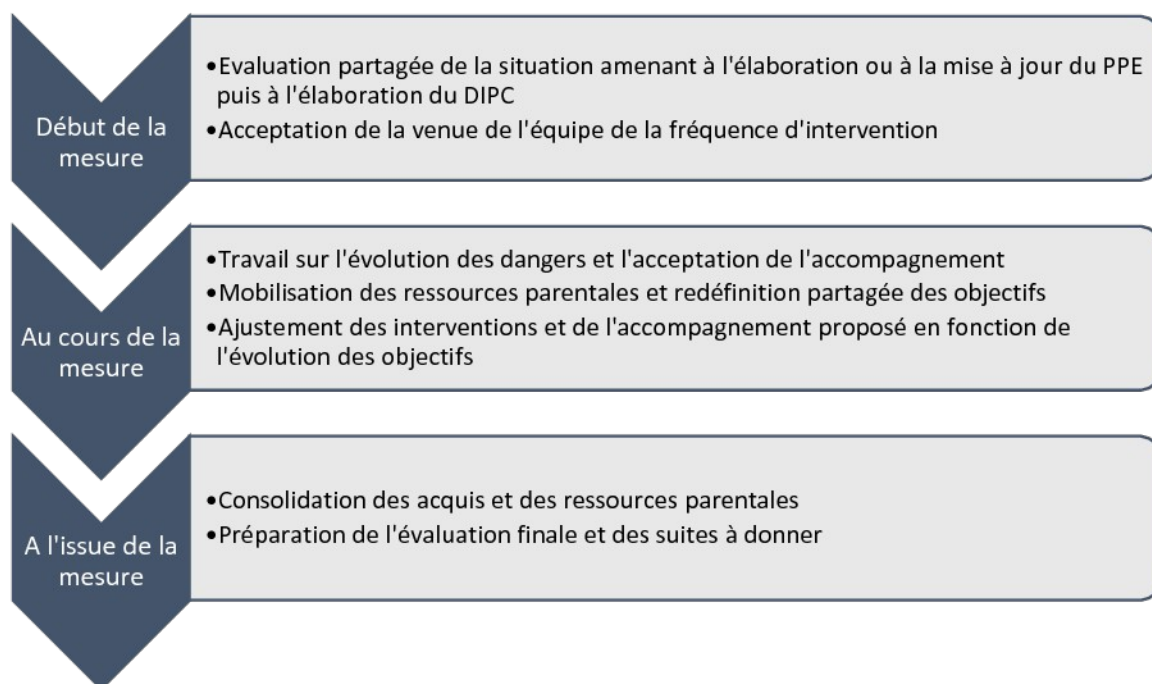 Début de la
mesure
•Evaluation partagée de la situation amenant à l'élaboration ou à la mise à jour du PPE
puis à l'élaboration du DIPC
•Acceptation de la venue de l'équipe de la fréquence d'intervention
Au cours de la
mesure
•Travail sur l'évolution des dangers et l'acceptation de l'accompagnement
•Mobilisation des ressources parentales et redéfinition partagée des objectifs
•Ajustement des interventions et de l'accompagnement proposé en fonction de
l'évolution des objectifs
A l'issue de la
mesure
•Consolidation des acquis et des ressources parentales
•Préparation de l'évaluation finale et des suites à donner